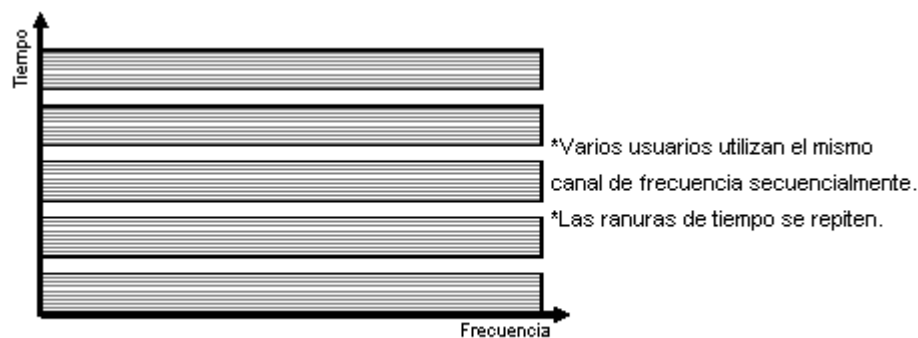 Tiempo
*Varios usuarios utilizan el mismo
canal de frecuencia secuencialmente.
*Las ranuras de tiempo se repiten.
Frecuencia